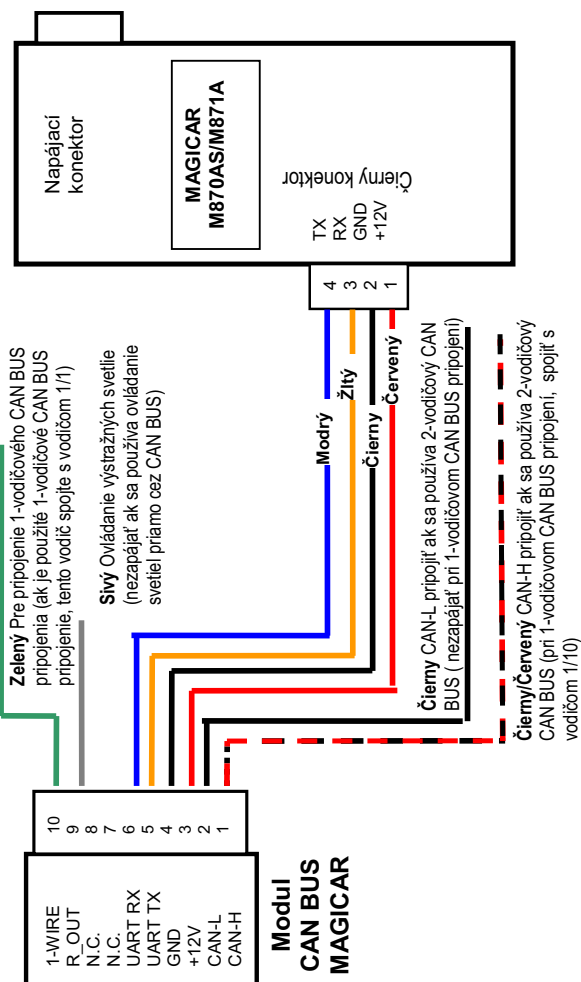 Napájací
konektor
MAGICAR
M870AS/M871A
Čierny konektor
TX
RX
GND
+12V
4
3
2
1
Zelený Pre pripojenie 1-vodičového CAN BUS
pripojenia (ak je použité 1-vodičové CAN BUS
pripojenie, tento vodič spojte s vodičom 1/1)
Sivý Ovládanie výstražných svetlie
(nezapájať ak sa použiva ovládanie
svetiel priamo cez CAN BUS)
Modrý
Žltý
Čierny
Červený
Čierny CAN-L pripojiť ak sa použiva 2-vodičový CAN
BUS ( nezapájať pri 1-vodičovom CAN BUS pripojení)
Čierny/Červený CAN-H pripojiť ak sa použiva 2-vodičový
CAN BUS (pri 1-vodičovom CAN BUS pripojení, spojiť s
vodičom 1/10)
10
9
8
7
6
5
4
3
2
1
1-WIRE
R_OUT
N.C.
N.C.
UART RX
UART TX
GND
+12V
CAN-L
CAN-H
Modul
CAN BUS
MAGICAR